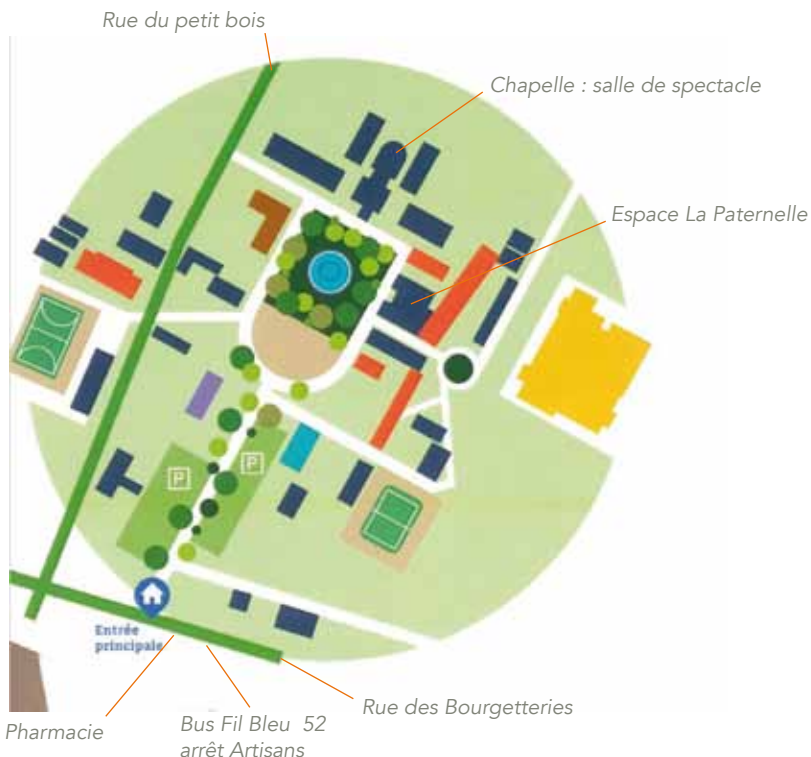 Rue du petit bois
Chapelle : salle de spectacle
Espace La Paternelle
P
P
Entrée
principale
Rue des Bourgetteries
Pharmacie
Bus Fil Bleu 52
arrêt Artisans